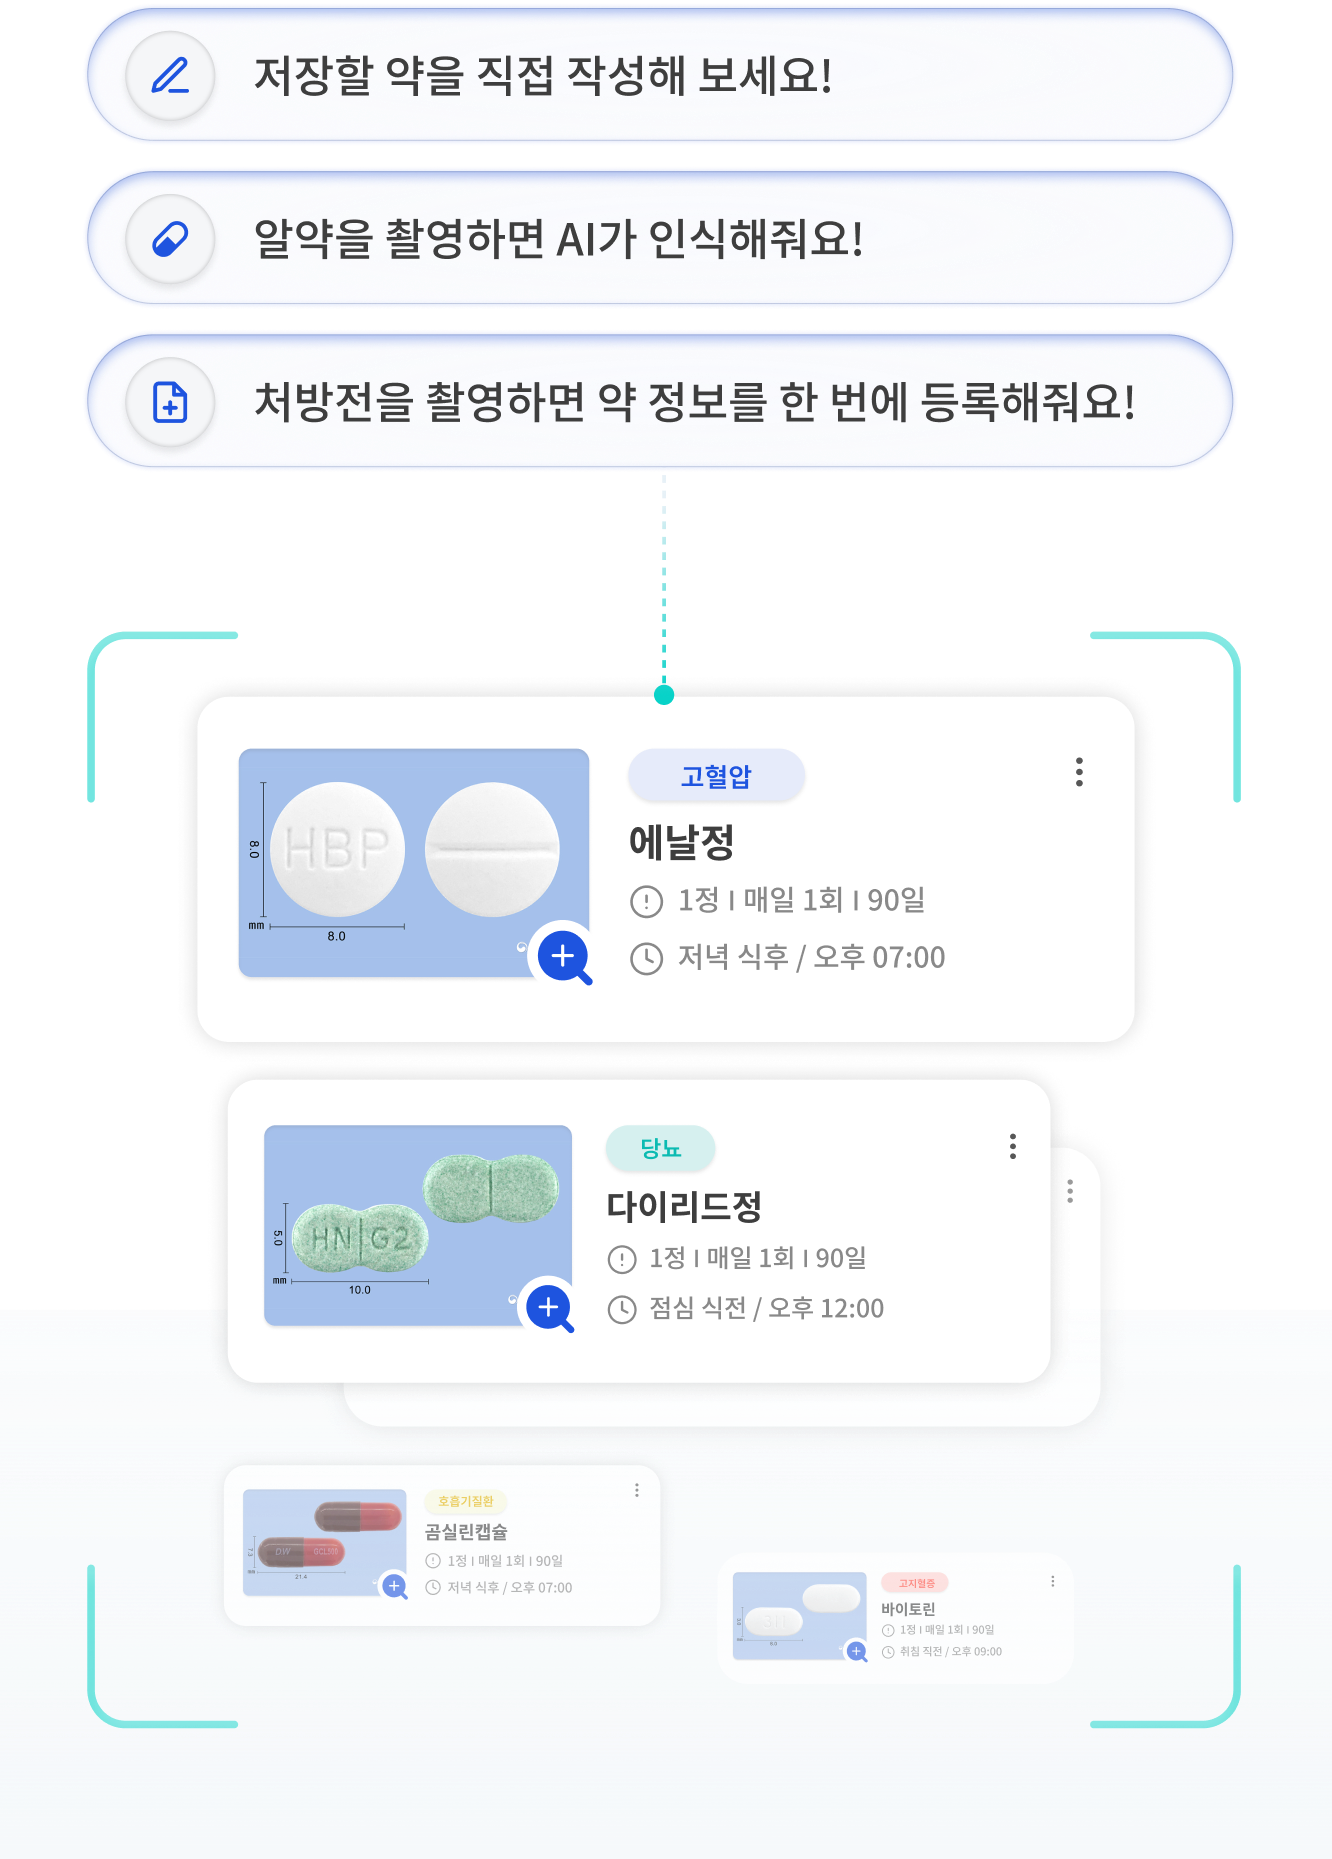 저장할 약을 직접 작성해 보세요!
알약을 촬영하면 AI가 인식해줘요!
처방전을 촬영하면 약 정보를 한 번에 등록해줘요!
HBP
8.0
mm
8.0
고혈압
에날정
1정 I 매일 1회 I 90일
저녁 식후 / 오후 07:00
HN G2
5.0
mm
10.0
당뇨
다이리드정
1정 I 매일 1회 I 90일
점심 식전 / 오후 12:00
DW
7.3
mm
21.4
호흡기질환
곰실린캡슐
1정 I 매일 1회 I 90일
저녁 식후 / 오후 07:00
고지혈증
바이토린
1정 I 매일 1회 I 90일
취침 직전 / 오후 09:00